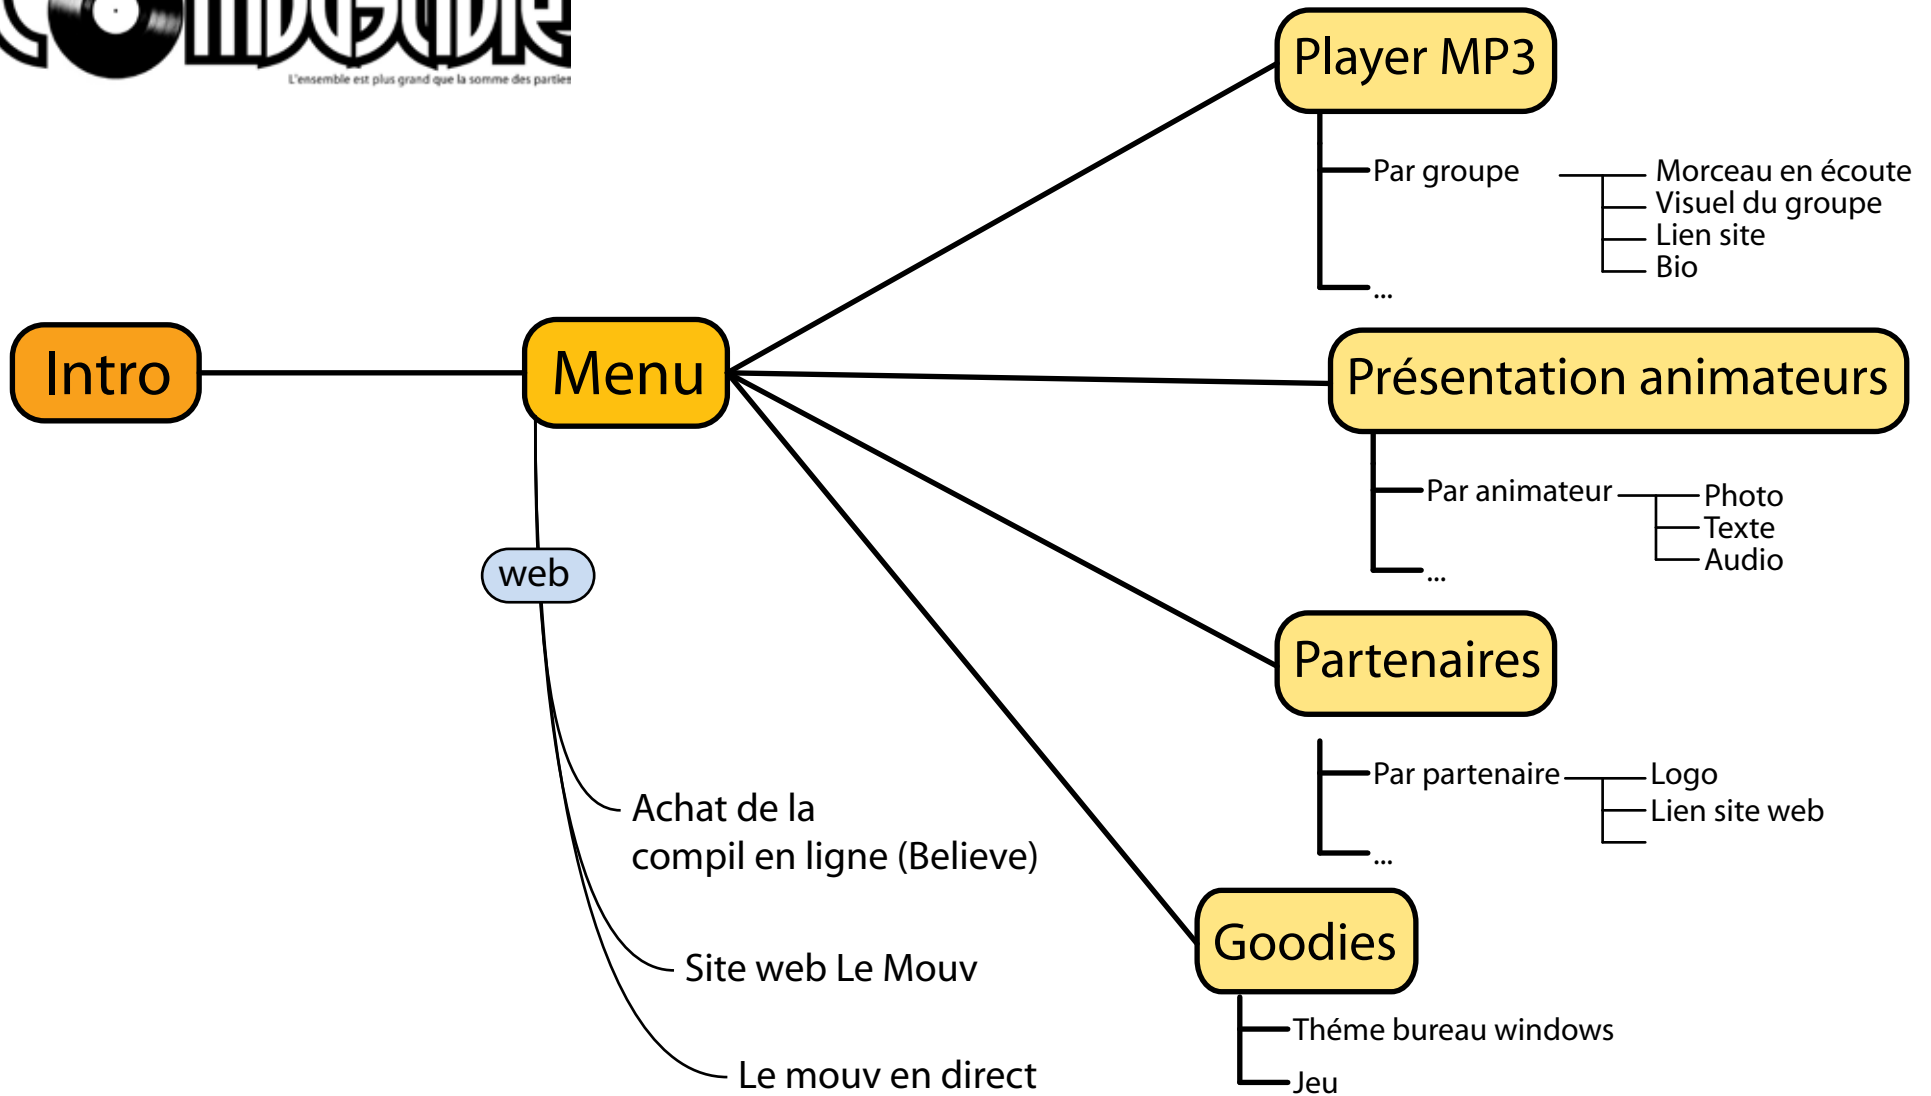 L'ensemble est plus grand que la somme des parties
Player MP3
Par groupe
Morceau en écoute
Visuel du groupe
Lien site
Bio
...
Intro
Menu
Présentation animateurs
Par animateur
Photo
Texte
Audio
...
web
Partenaires
Par partenaire
Logo
Lien site web
...
Achat de la
compil en ligne (Believe)
Site web Le Mouv
Le mouv en direct
Goodies
Théme bureau windows
Jeu